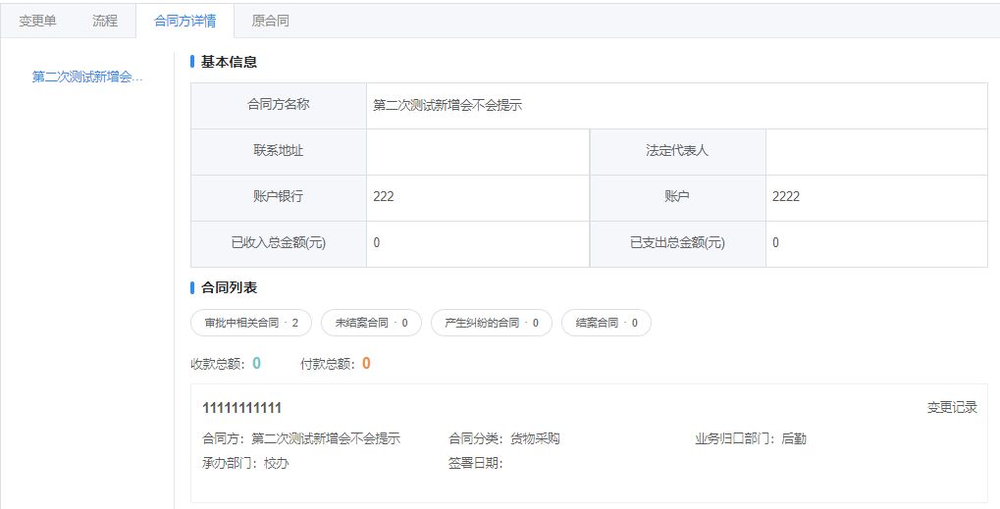 变更单 流程 合同方详情 原合同
第二次测试新增会...
基本信息
合同方名称 第二次测试新增会不会提示
联系地址 法定代表人
账户银行 222 账户 2222
已收入总金额(元) 0 已支出总金额(元) 0
合同列表
审批中相关合同 · 2 未结案合同 · 0 产生纠纷的合同 · 0 结案合同 · 0
收款总额: 0 付款总额: 0
11111111111 变更记录
合同方: 第二次测试新增会不会提示 合同分类: 货物采购 业务归口部门: 后勤
承办部门: 校办 签署日期: